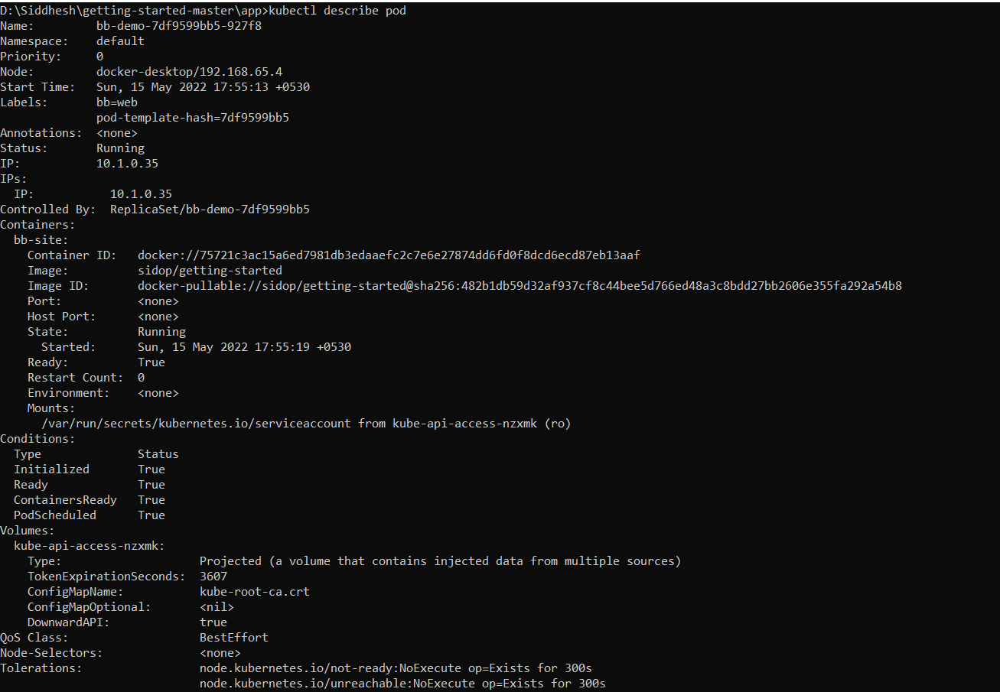 D:\Siddhesh\getting-started-master\app>kubectl describe pod
Name:         bb-demo-7df9599bb5-927f8
Namespace:    default
Priority:     0
Node:         docker-desktop/192.168.65.4
Start Time:   Sun, 15 May 2022 17:55:13 +0530
Labels:       bb=web
              pod-template-hash=7df9599bb5
Annotations:  <none>
Status:       Running
IP:           10.1.0.35
IPs:
  IP:           10.1.0.35
Controlled By:  ReplicaSet/bb-demo-7df9599bb5
Containers:
  bb-site:
    Container ID:   docker://75721c3ac15a6ed7981db3edaaefc2c7e6e27874dd6fd0f8dcd6ecd87eb13aaf
    Image:          sidop/getting-started
    Image ID:       docker-pullable://sidop/getting-started@sha256:482b1db59d32af937cf8c44bee5d766ed48a3c8bdd27bb2606e355fa292a54b8
    Port:           <none>
    Host Port:      <none>
    State:          Running
      Started:      Sun, 15 May 2022 17:55:19 +0530
    Ready:          True
    Restart Count:  0
    Environment:    <none>
    Mounts:
      /var/run/secrets/kubernetes.io/serviceaccount from kube-api-access-nzxmk (ro)
Conditions:
  Type              Status
  Initialized       True
  Ready             True
  ContainersReady   True
  PodScheduled      True
Volumes:
  kube-api-access-nzxmk:
    Type:                    Projected (a volume that contains injected data from multiple sources)
    TokenExpirationSeconds:  3607
    ConfigMapName:           kube-root-ca.crt
    ConfigMapOptional:       <nil>
    DownwardAPI:             true
QoS Class:                   BestEffort
Node-Selectors:              <none>
Tolerations:                 node.kubernetes.io/not-ready:NoExecute op=Exists for 300s
                             node.kubernetes.io/unreachable:NoExecute op=Exists for 300s